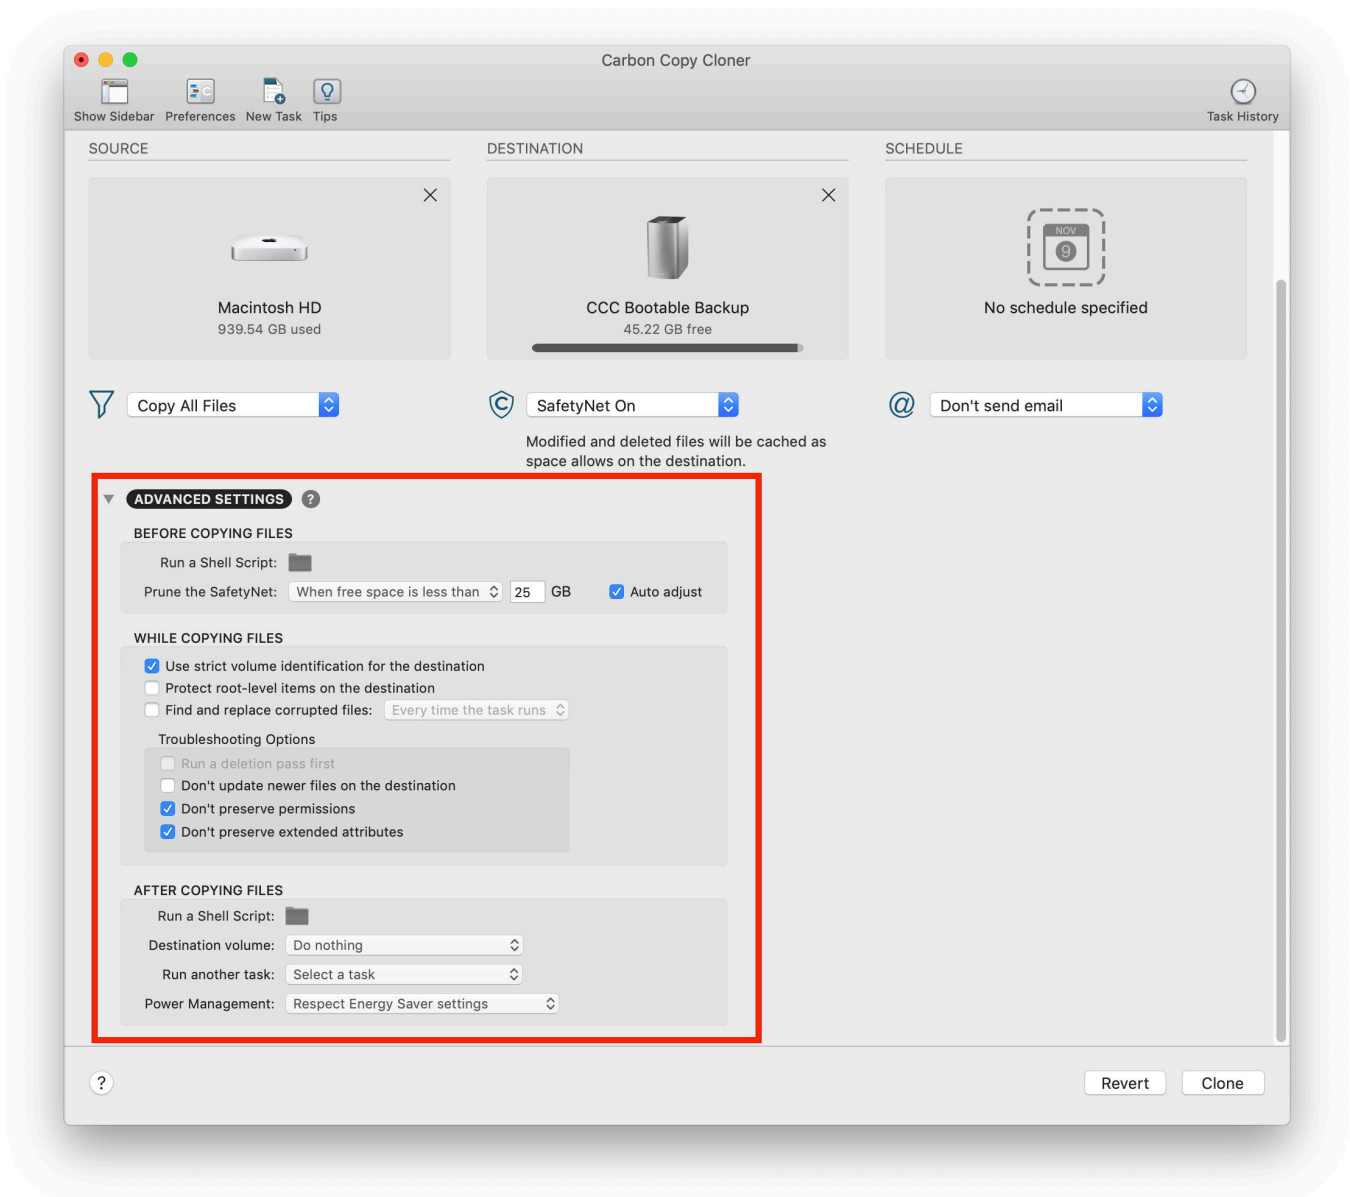 Carbon Copy Cloner
Show Sidebar Preferences New Task Tips Task History
SOURCE DESTINATION SCHEDULE
NOV
9
Macintosh HD CCC Bootable Backup No schedule specified
939.54 GB used 45.22 GB free
Copy All Files SafetyNet On @ Don't send email
Modified and deleted files will be cached as
space allows on the destination.
ADVANCED SETTINGS ?
BEFORE COPYING FILES
Run a Shell Script:
Prune the SafetyNet: When free space is less than 25 GB Auto adjust
WHILE COPYING FILES
Use strict volume identification for the destination
Protect root-level items on the destination
Find and replace corrupted files: Every time the task runs
Troubleshooting Options
Run a deletion pass first
Don't update newer files on the destination
Don't preserve permissions
Don't preserve extended attributes
AFTER COPYING FILES
Run a Shell Script:
Destination volume: Do nothing
Run another task: Select a task
Power Management: Respect Energy Saver settings
? Revert Clone